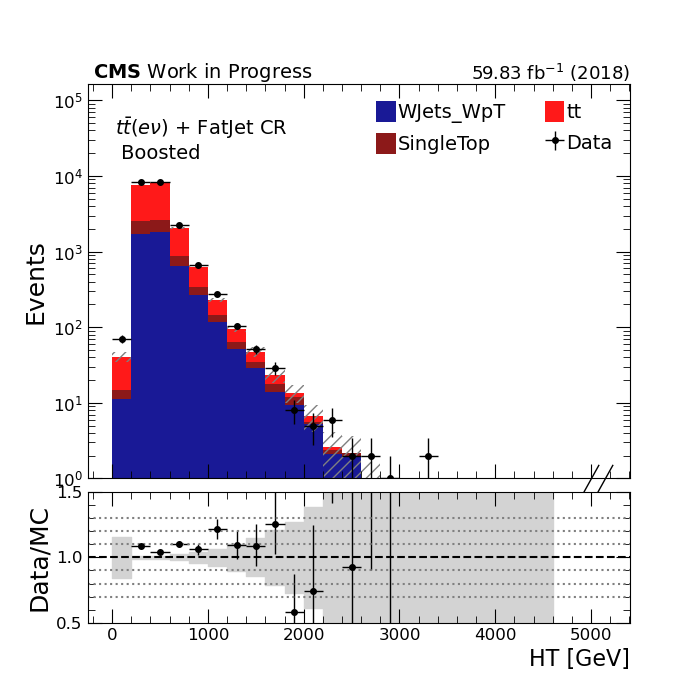 CMS Work in Progress 59.83 fb⁻¹ (2018)
10⁵
10⁴
10³
10²
10¹
10⁰
Events
tt̄(eν) + FatJet CR
Boosted
WJets_WpT
tt
SingleTop
Data
1.5
1.0
0.5
Data/MC
0 1000 2000 3000 4000 5000
HT [GeV]